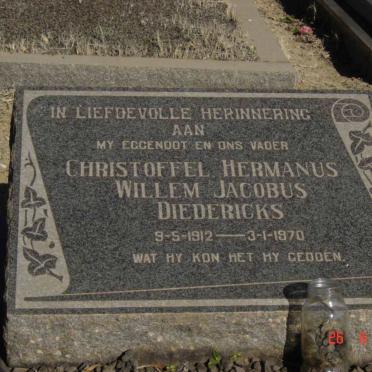 IN LIEFDEVOLLE HERINNERING
AAN
MY EGGENOOT EN ONS VADER
CHRISTOFFEL HERMANUS
WILLEM JACOBUS
DIEDERICKS
9-5-1912 — 3-1-1970
WAT HY KON HET HY GEDOEN.
26